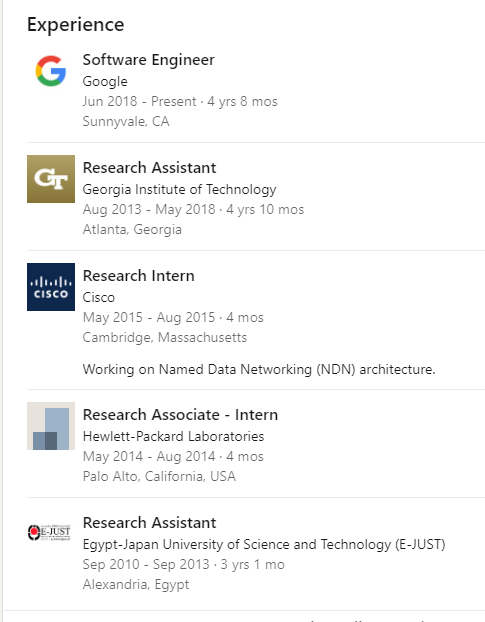 Experience
Software Engineer
Google
Jun 2018 - Present · 4 yrs 8 mos
Sunnyvale, CA
GT
Research Assistant
Georgia Institute of Technology
Aug 2013 - May 2018 · 4 yrs 10 mos
Atlanta, Georgia
CISCO
Research Intern
Cisco
May 2015 - Aug 2015 · 4 mos
Cambridge, Massachusetts
Working on Named Data Networking (NDN) architecture.
Research Associate - Intern
Hewlett-Packard Laboratories
May 2014 - Aug 2014 · 4 mos
Palo Alto, California, USA
E-JUST
Research Assistant
Egypt-Japan University of Science and Technology (E-JUST)
Sep 2010 - Sep 2013 · 3 yrs 1 mo
Alexandria, Egypt